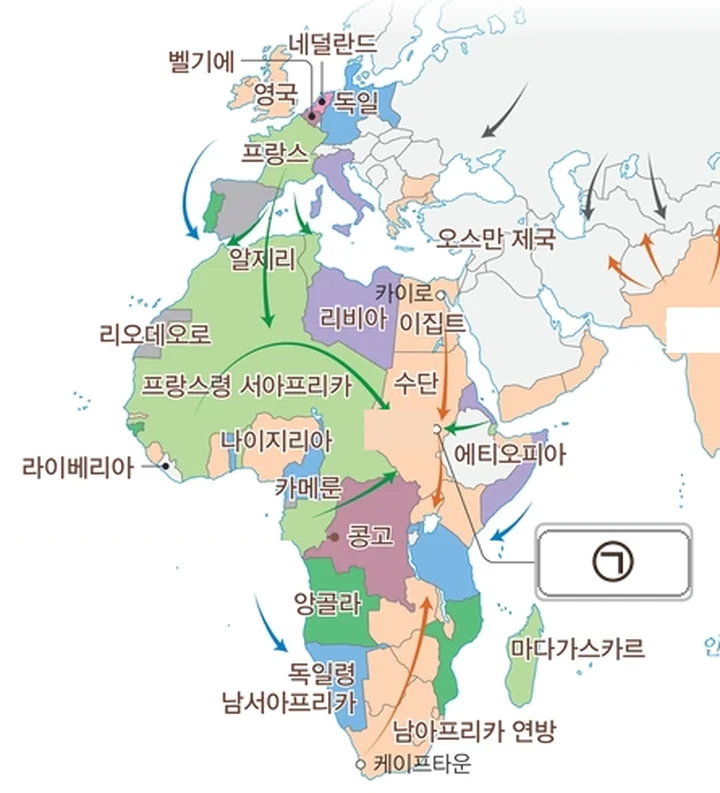 네덜란드
벨기에
영국
독일
프랑스
오스만 제국
알제리
카이로
리비아
이집트
리오데오로
프랑스령 서아프리카
수단
나이지리아
에티오피아
라이베리아
카메룬
콩고
㉠
앙골라
마다가스카르
독일령
남서아프리카
남아프리카 연방
케이프타운
인